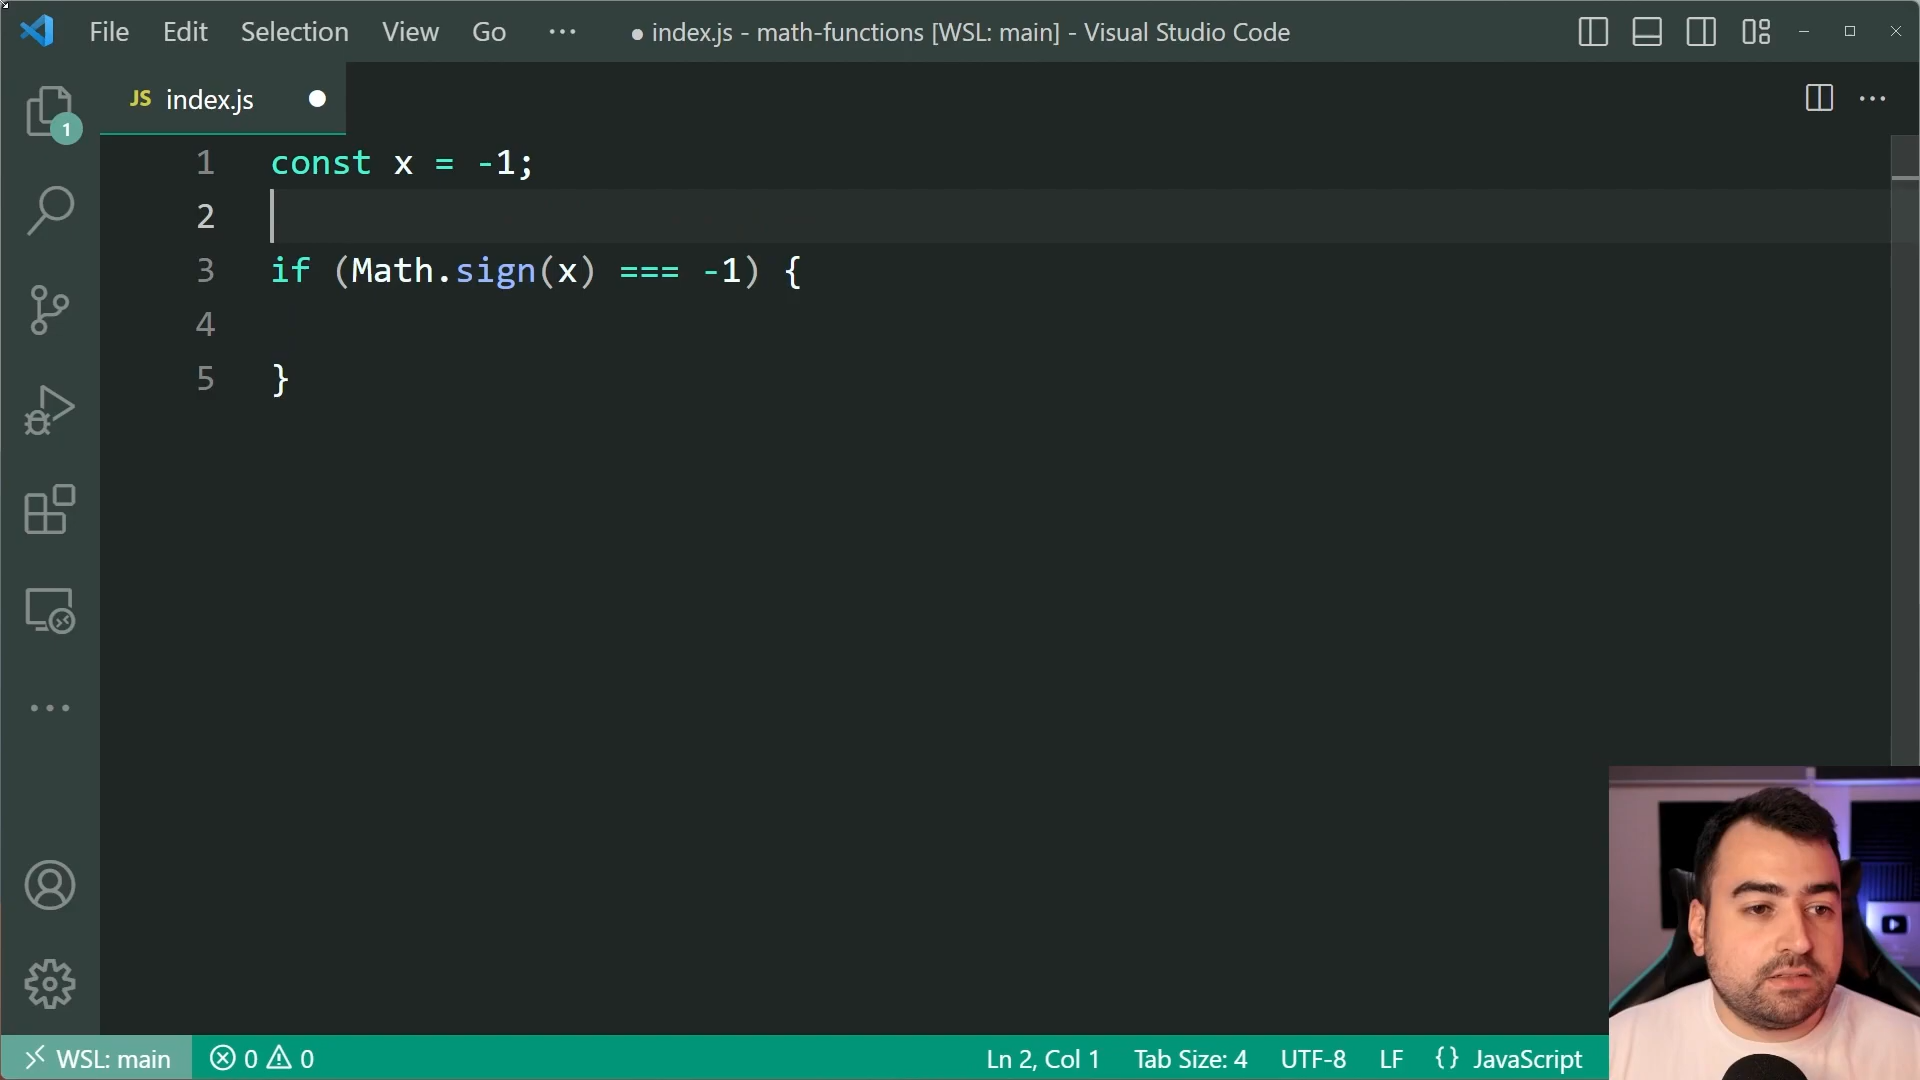 File Edit Selection View Go ··· ● index.js - math-functions [WSL: main] - Visual Studio Code
JS index.js
1
1 const x = -1;
2
3 if (Math.sign(x) === -1) {
4
5 }
WSL: main 0 0 Ln 2, Col 1 Tab Size: 4 UTF-8 LF {} JavaScript